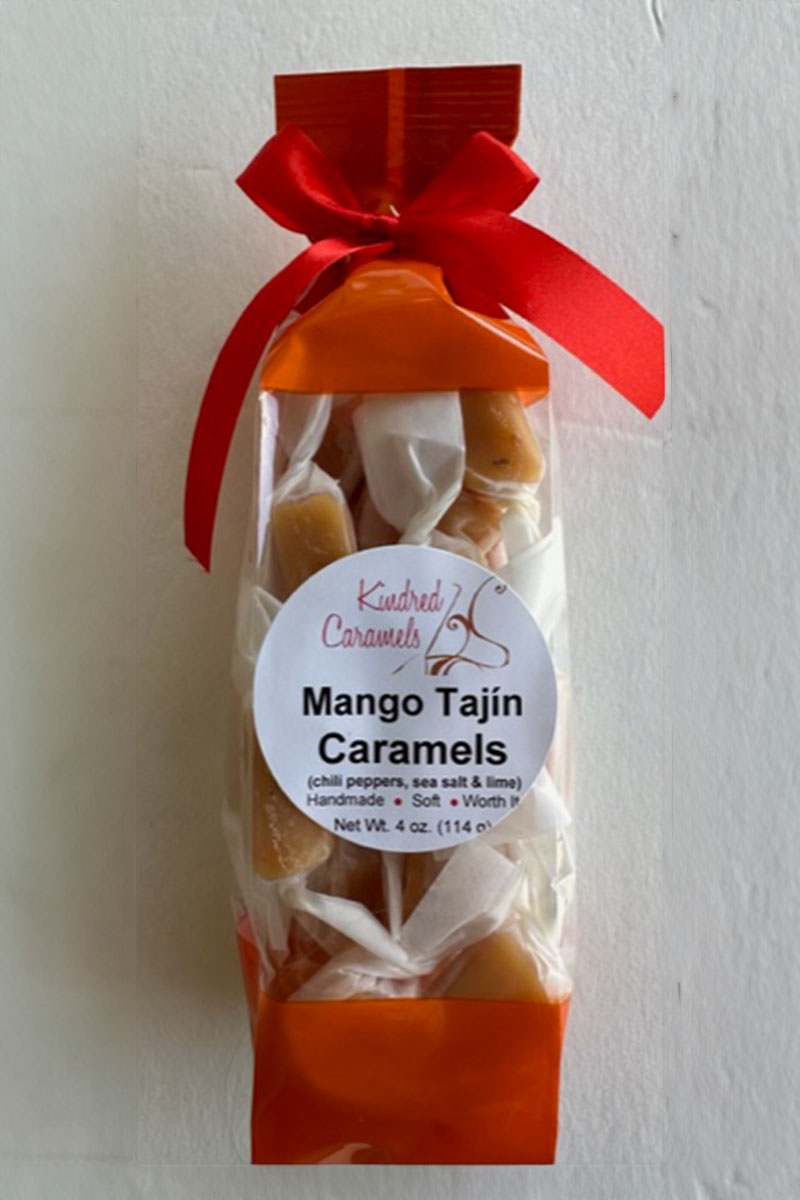 Kindred
Caramels
Mango Tajín
Caramels
(chili peppers, sea salt & lime)
Handmade • Soft • Worth It
Net Wt. 4 oz. (114 g)